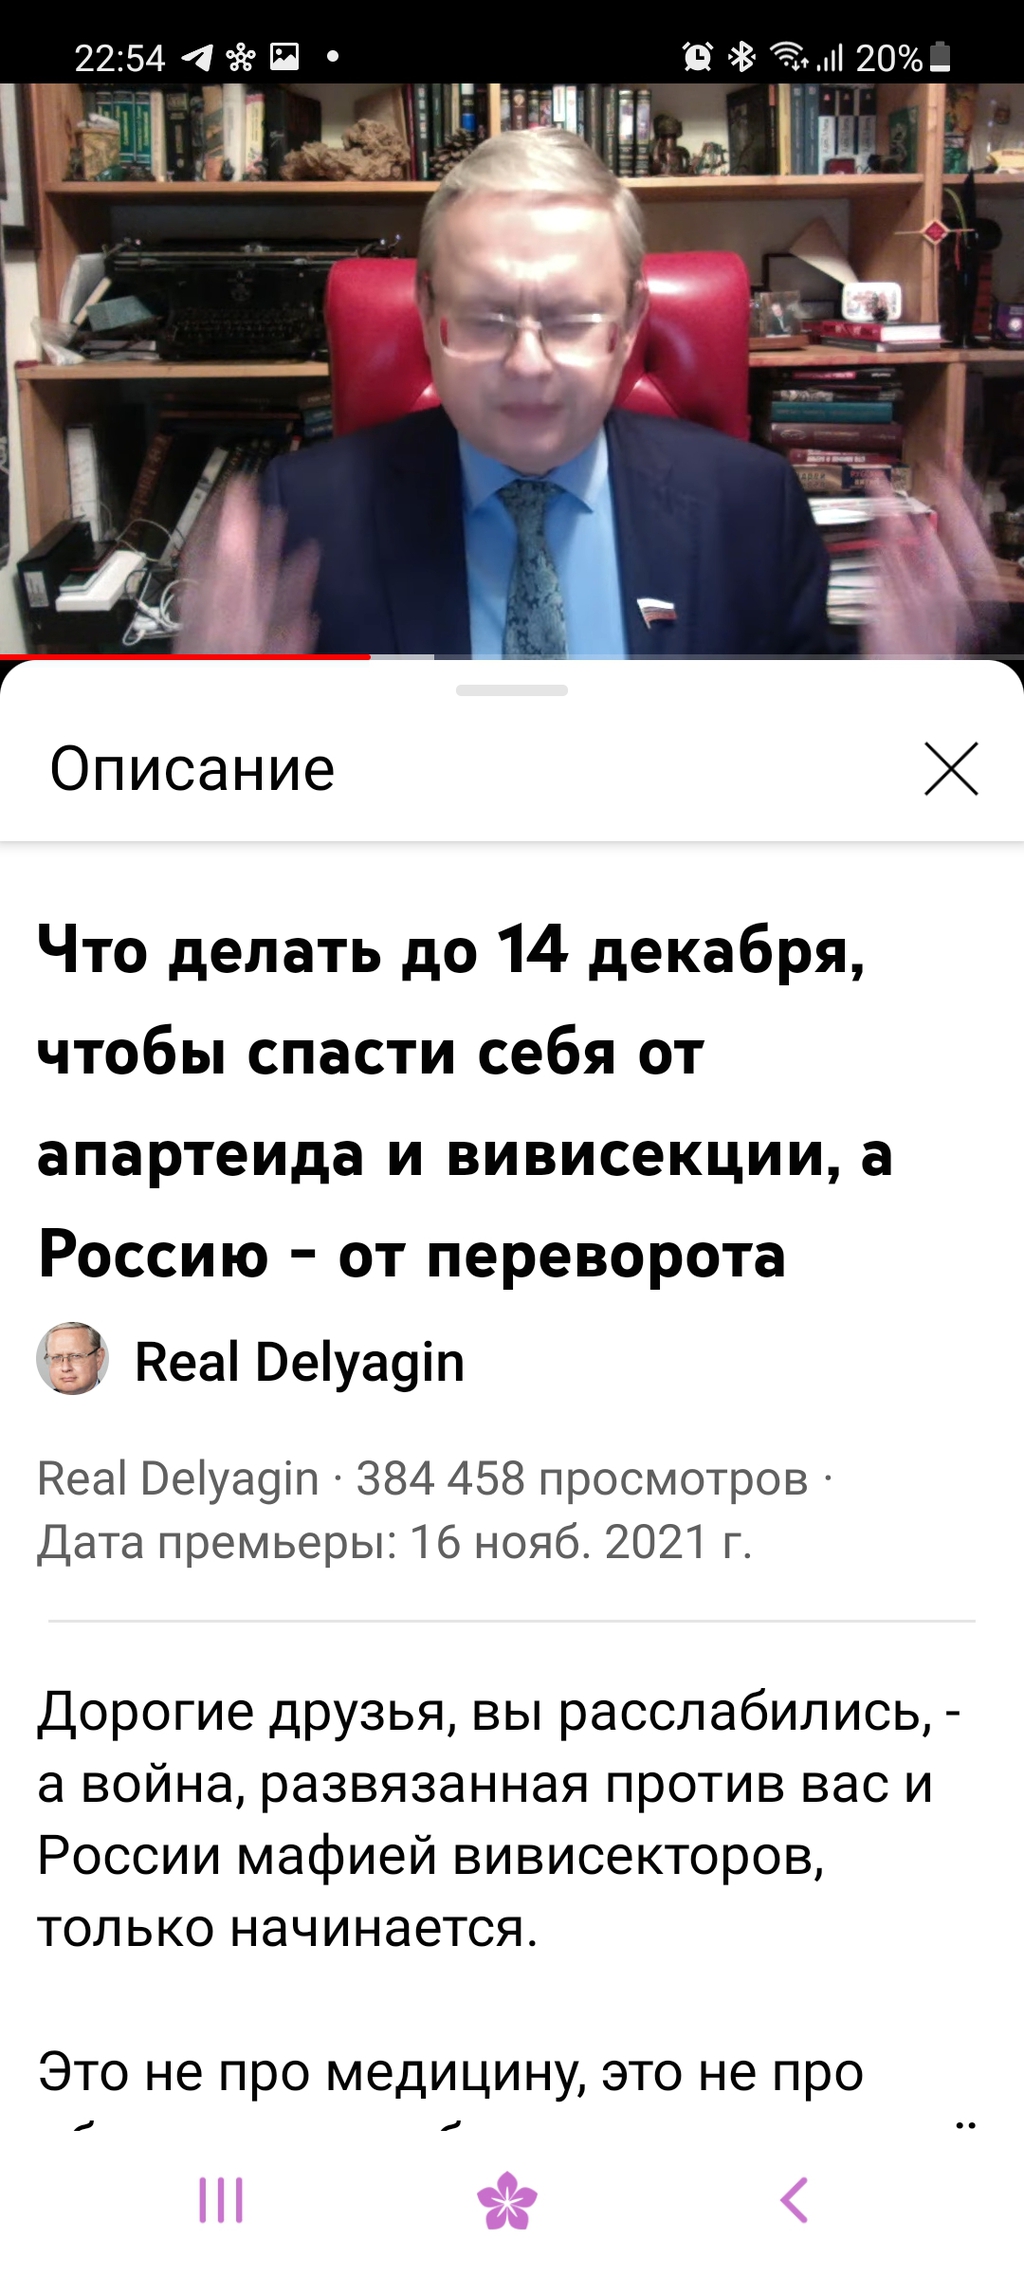 22:54
20%
Описание
Что делать до 14 декабря,
чтобы спасти себя от
апартеида и вивисекции, а
Россию - от переворота
Real Delyagin
Real Delyagin · 384 458 просмотров ·
Дата премьеры: 16 нояб. 2021 г.
Дорогие друзья, вы расслабились, -
а война, развязанная против вас и
России мафией вивисекторов,
только начинается.
Это не про медицину, это не про